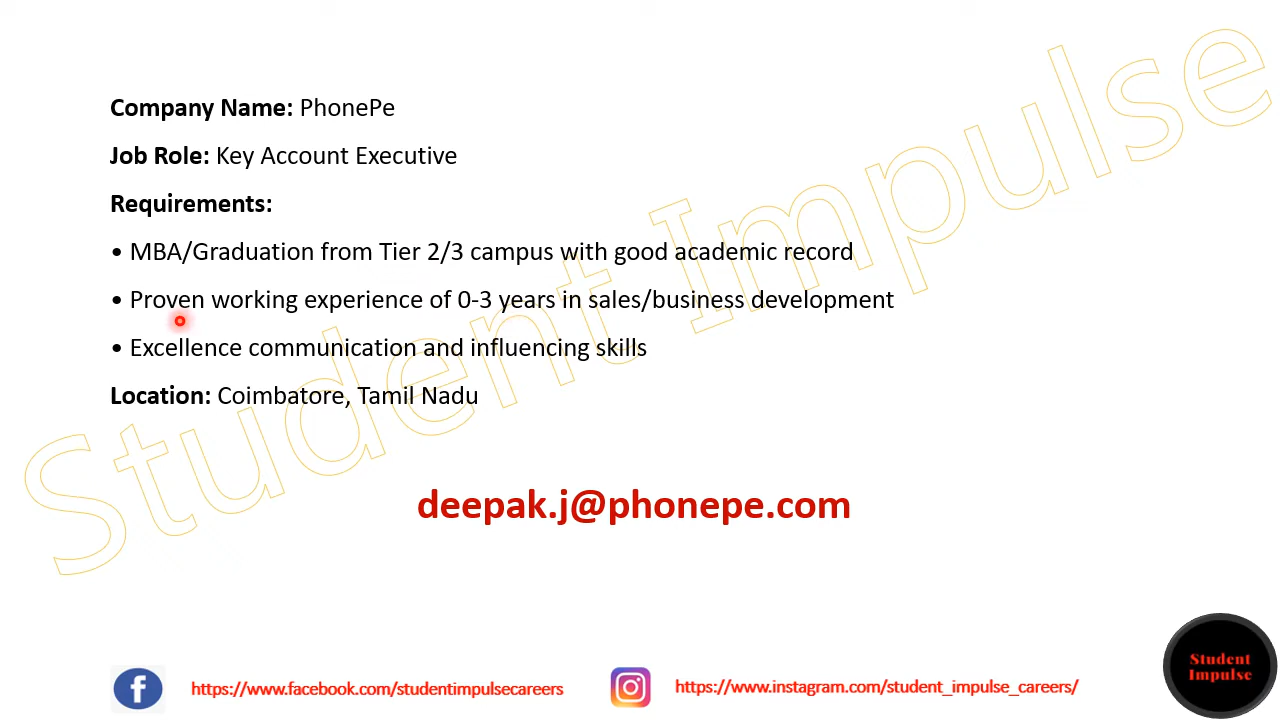 Company Name: PhonePe
Job Role: Key Account Executive
Requirements:
• MBA/Graduation from Tier 2/3 campus with good academic record
• Proven working experience of 0-3 years in sales/business development
• Excellence communication and influencing skills
Location: Coimbatore, Tamil Nadu
Student Impulse
deepak.j@phonepe.com
https://www.facebook.com/studentimpulsecareers
https://www.instagram.com/student_impulse_careers/
Student
Impulse